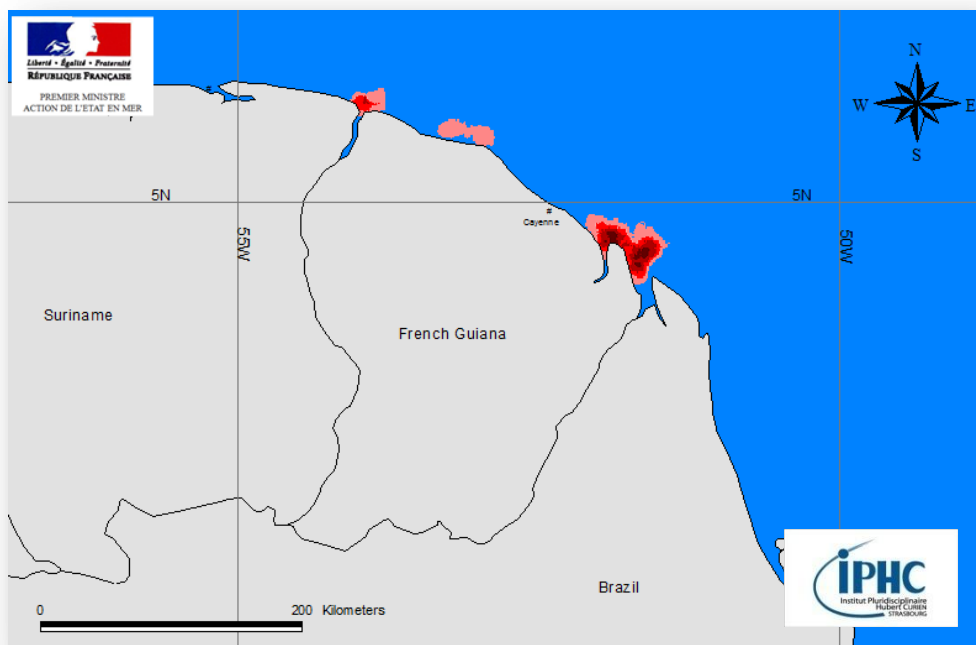 Liberté • Égalité • Fraternité
RÉPUBLIQUE FRANÇAISE
PREMIER MINISTRE
ACTION DE L'ETAT EN MER
N
W E
S
5N 5N
Cayenne
55W
50W
Suriname
French Guiana
Brazil
0 200 Kilometers
IPHC
Institut Pluridisciplinaire
Hubert CURIEN
STRASBOURG